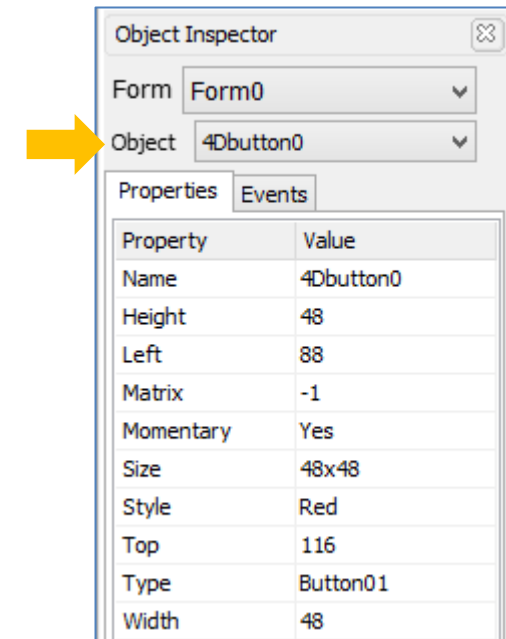 Object Inspector
Form Form0
Object 4Dbutton0
Properties Events
Property Value
Name 4Dbutton0
Height 48
Left 88
Matrix -1
Momentary Yes
Size 48x48
Style Red
Top 116
Type Button01
Width 48